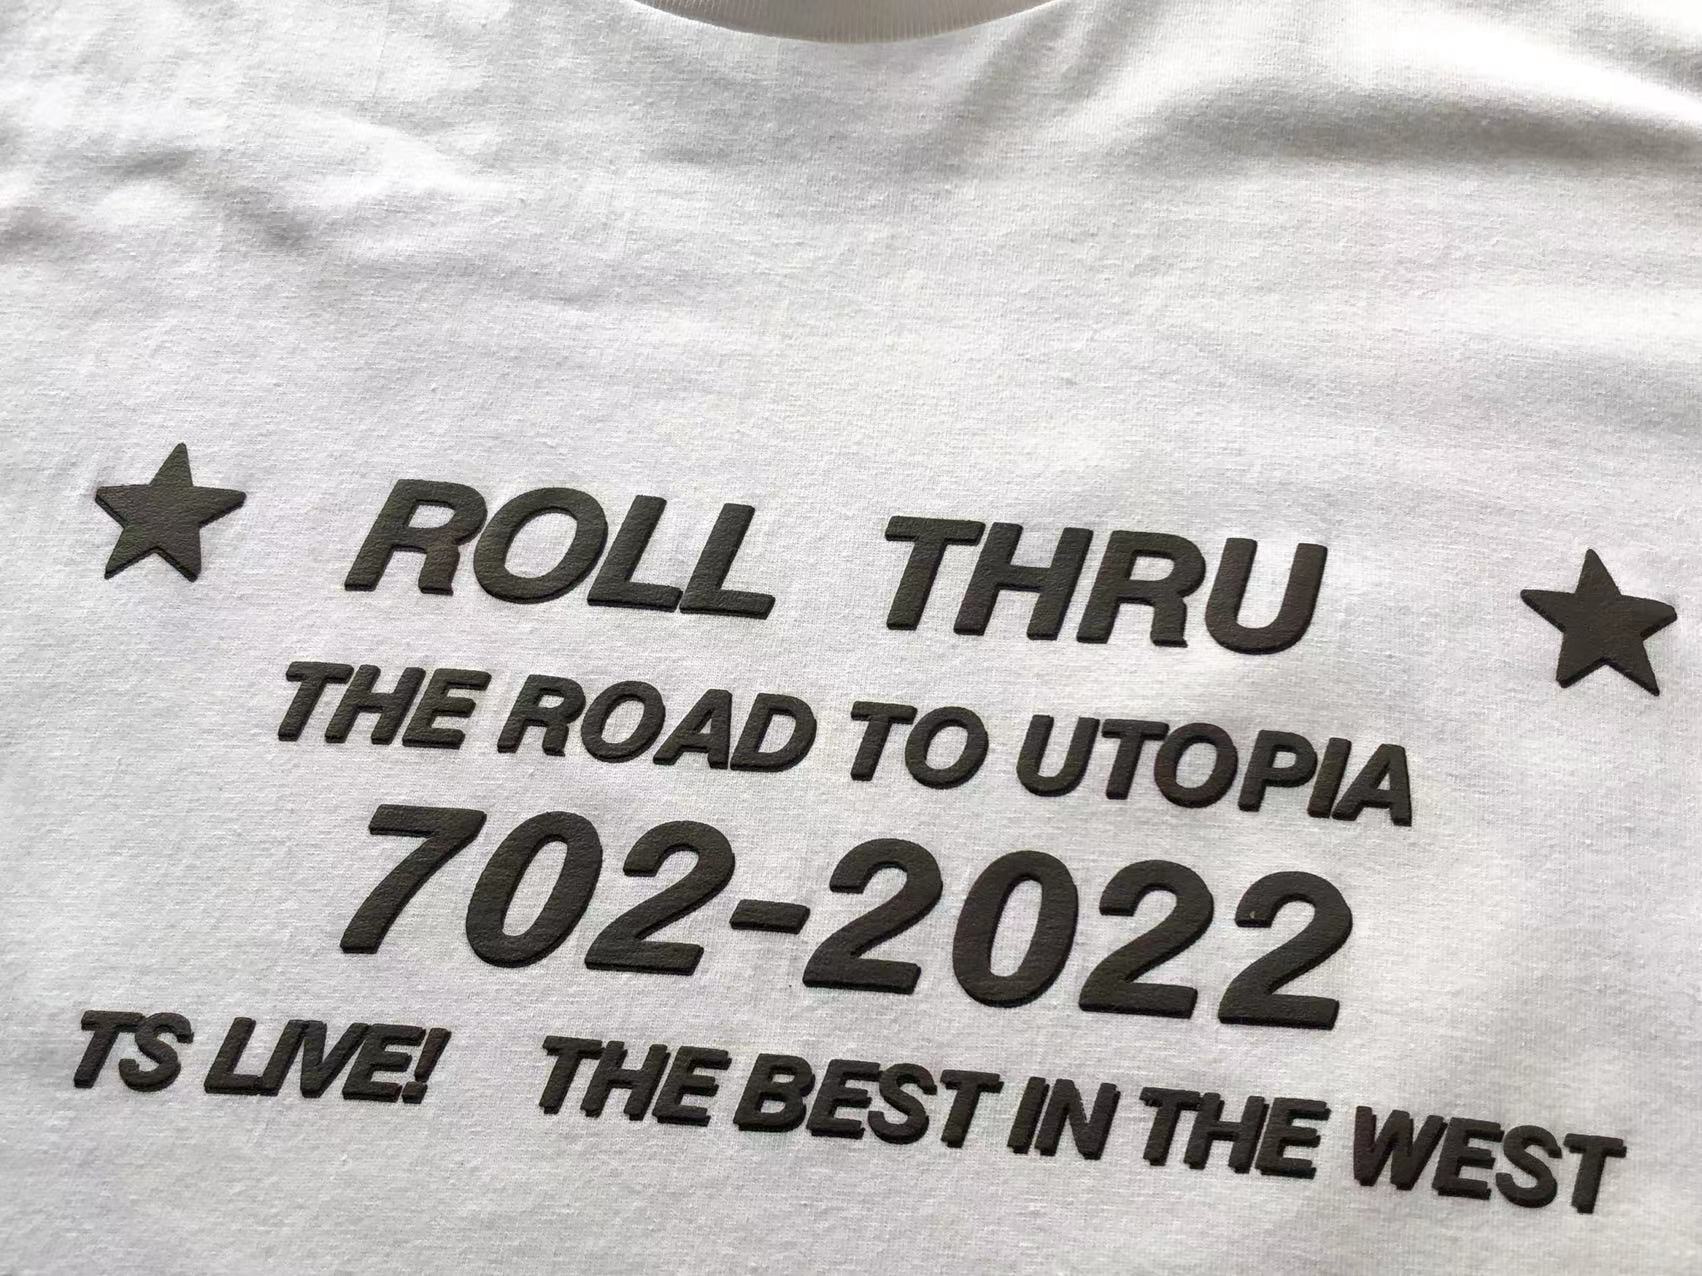 ROLL THRU
THE ROAD TO UTOPIA
702-2022
TS LIVE! THE BEST IN THE WEST